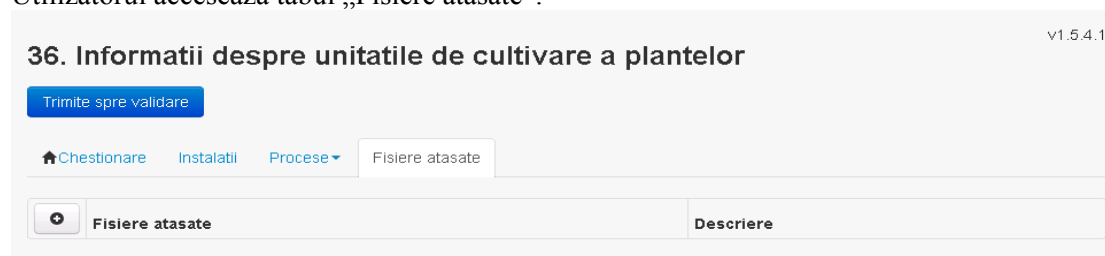 Utilizatorul acceseaza tabul „Fisiere atasate”.
v1.5.4.1
36. Informatii despre unitatile de cultivare a plantelor
Trimite spre validare
Chestionare Instalatii Procese Fisiere atasate
Fisiere atasate Descriere